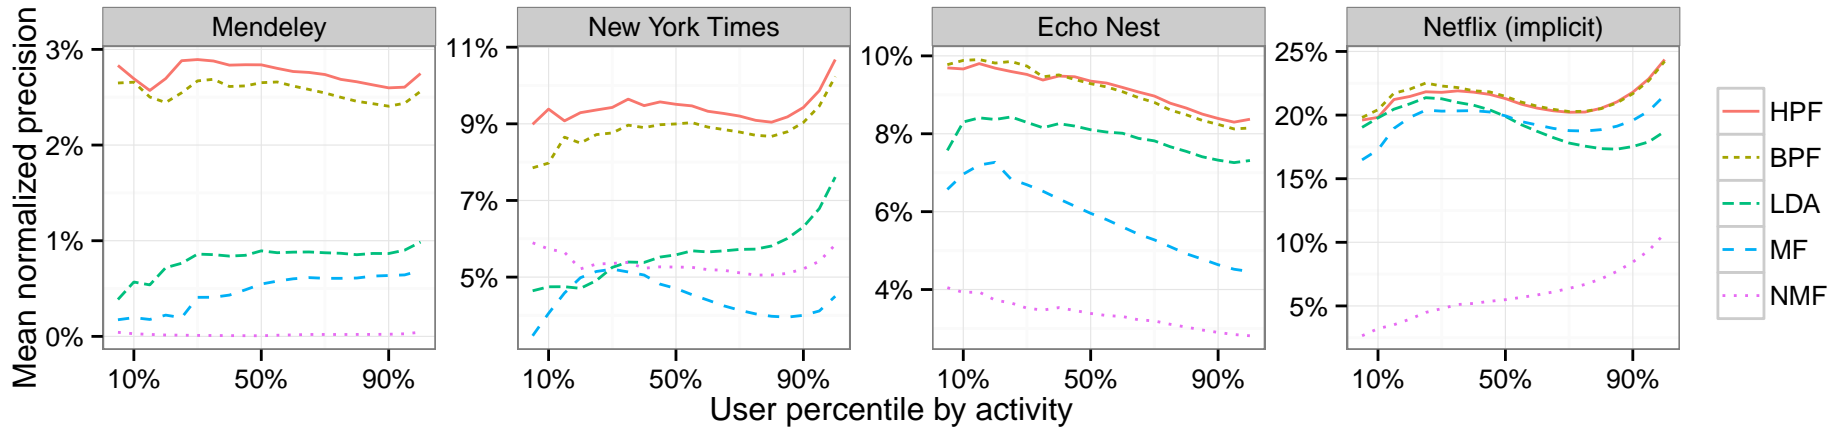 Mendeley
New York Times
Echo Nest
Netflix (implicit)
Mean normalized precision
3%
2%
1%
0%
11%
9%
7%
5%
10%
8%
6%
4%
25%
20%
15%
10%
5%
10% 50% 90%
10% 50% 90%
10% 50% 90%
10% 50% 90%
User percentile by activity
HPF
BPF
LDA
MF
NMF